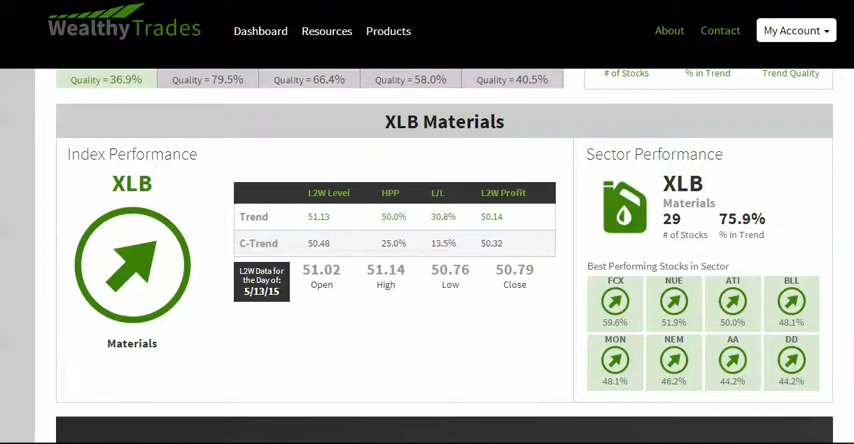 WealthyTrades
Dashboard Resources Products
About Contact My Account
Quality = 36.9% Quality = 79.5% Quality = 66.4% Quality = 58.0% Quality = 40.5%
# of Stocks % in Trend Trend Quality
XLB Materials
Index Performance
XLB
Materials
L2W Level HPP L/L L2W Profit
Trend 51.13 50.0% 30.8% $0.14
C-Trend 50.48 25.0% 13.5% $0.32
L2W Data for
the Day of:
5/13/15
51.02 51.14 50.76 50.79
Open High Low Close
Sector Performance
XLB
Materials
29 75.9%
# of Stocks % in Trend
Best Performing Stocks in Sector
FCX NUE ATI BLL
59.6% 51.9% 50.0% 48.1%
MON NEM AA DD
48.1% 46.2% 44.2% 44.2%